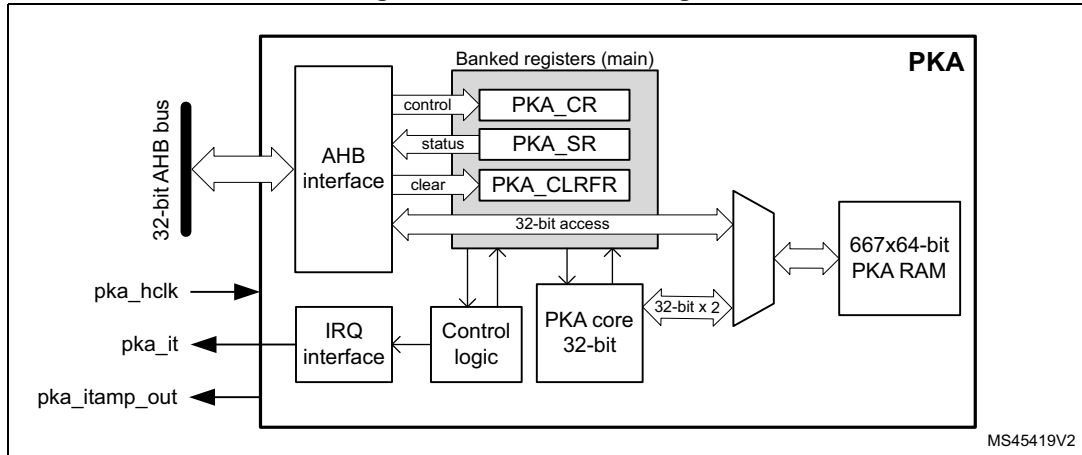 Banked registers (main)
PKA
32-bit AHB bus
AHB
interface
control
PKA_CR
status
PKA_SR
clear
PKA_CLRFR
32-bit access
667x64-bit
PKA RAM
pka_hclk
pka_it
pka_itamp_out
IRQ
interface
Control
logic
PKA core
32-bit
32-bit x 2
MS45419V2